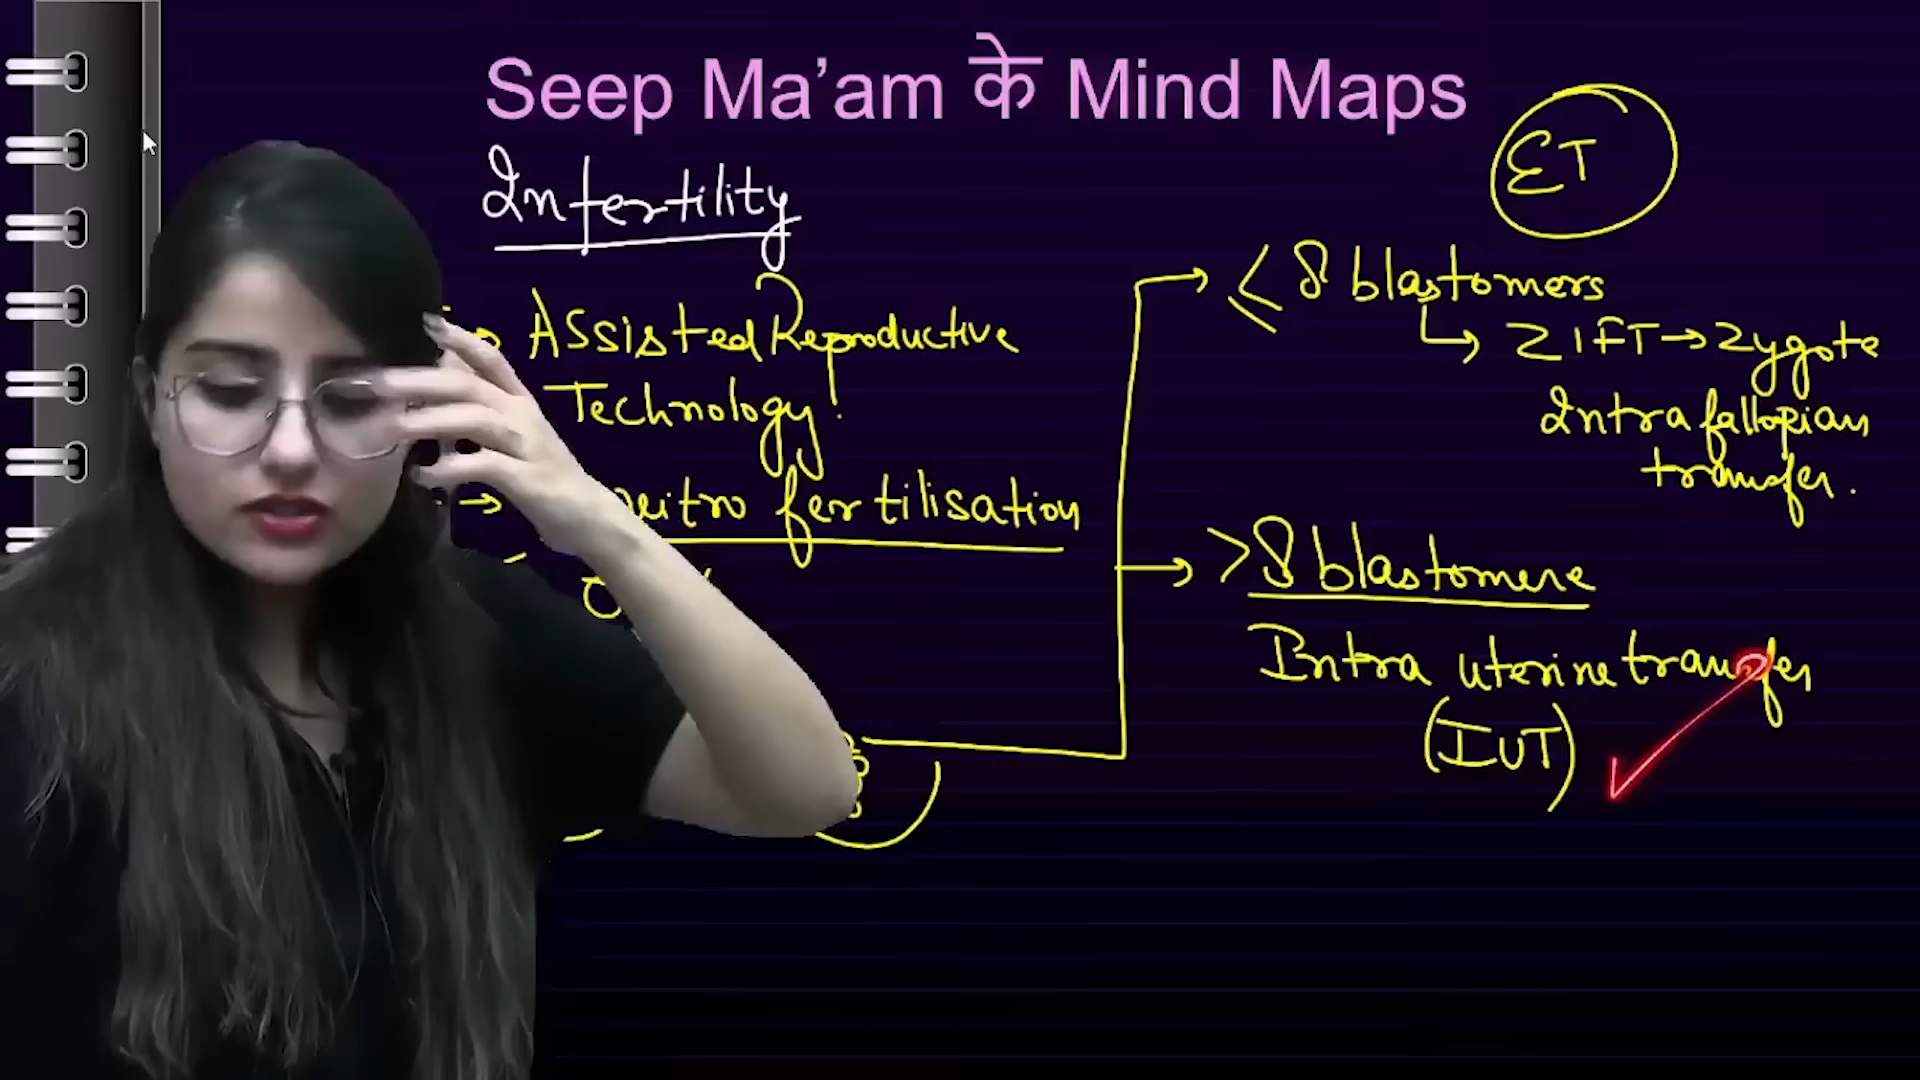 Seep Ma’am के Mind Maps
ET
Infertility
Assisted Reproductive
Technology!
vitro fertilisation
≤ 8 blastomers
ZIFT → Zygote
Intrafallopian
transfer.
>8 blastomere
Intra uterine transfer
(IUT)